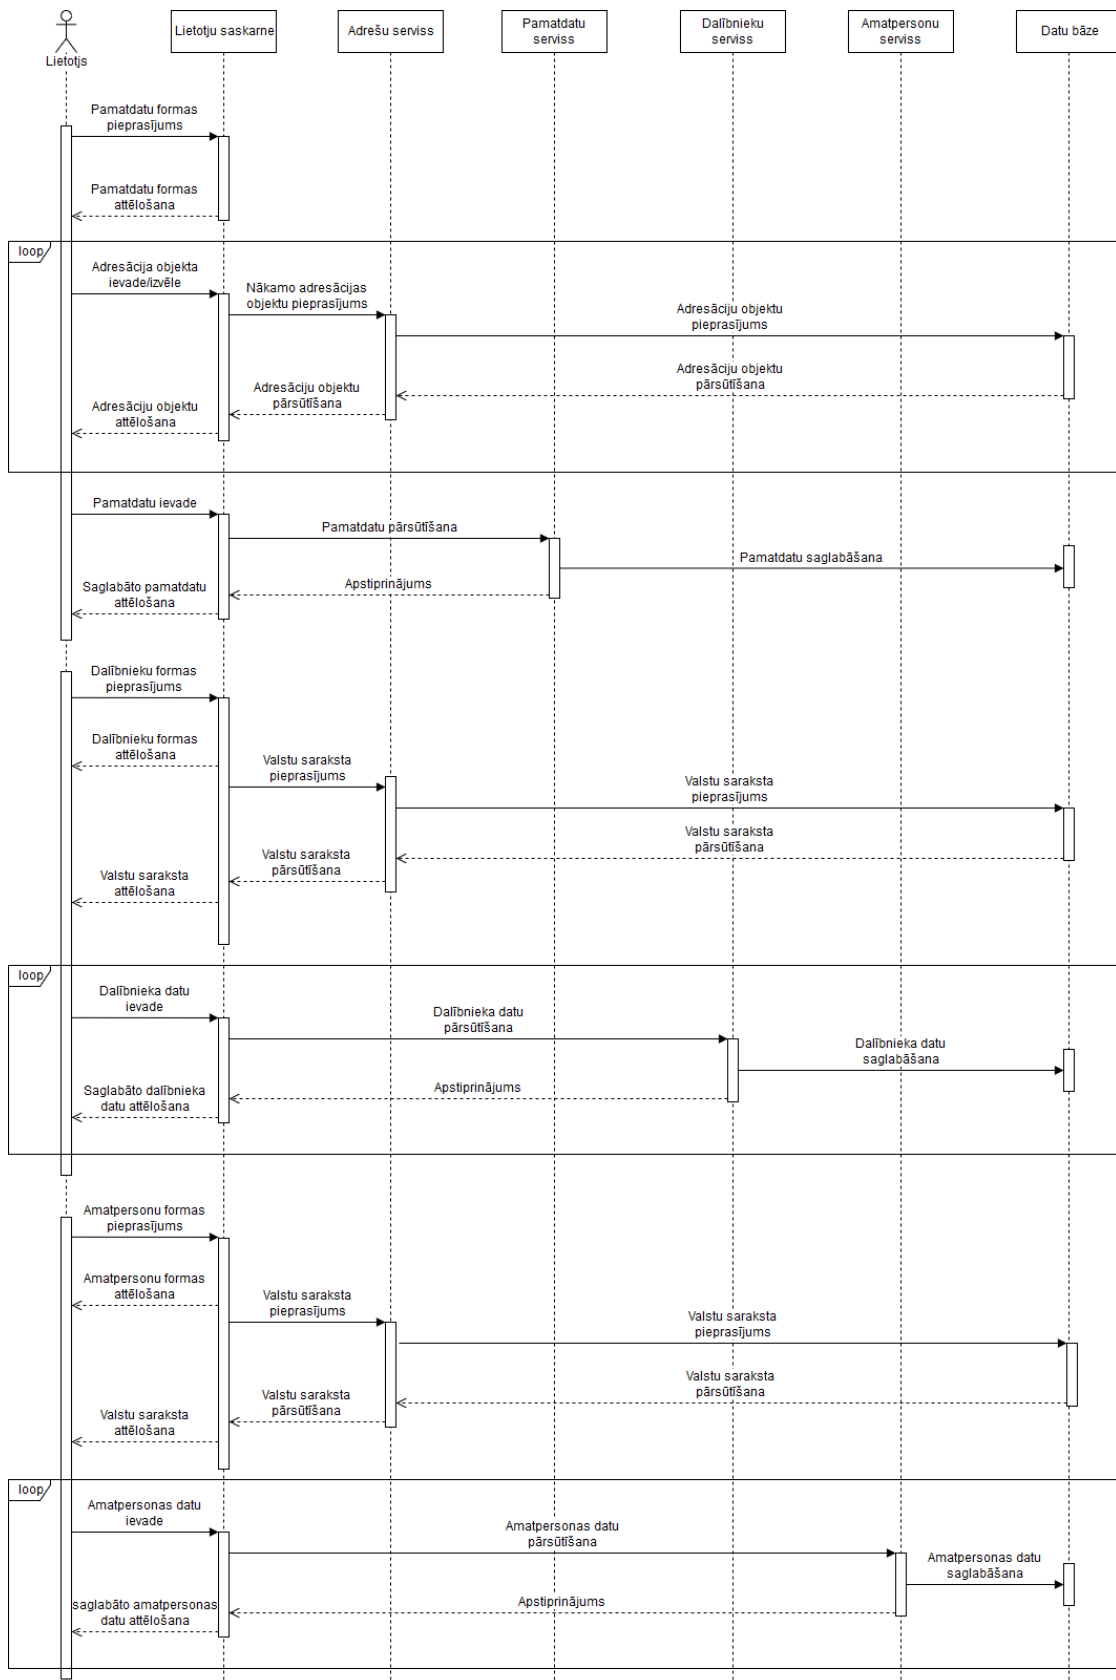 Lietotjs
Lietotju saskarne
Adrešu serviss
Pamatdatu
serviss
Dalībnieku
serviss
Amatpersonu
serviss
Datu bāze
Pamatdatu formas
pieprasījums
Pamatdatu formas
attēlošana
loop
Adresācija objekta
ievade/izvēle
Nākamo adresācijas
objektu pieprasījums
Adresāciju objektu
pieprasījums
Adresāciju objektu
pārsūtīšana
Adresāciju objektu
pārsūtīšana
Adresāciju objektu
attēlošana
Pamatdatu ievade
Pamatdatu pārsūtīšana
Pamatdatu saglabāšana
Apstiprinājums
Saglabāto pamatdatu
attēlošana
Dalībnieku formas
pieprasījums
Dalībnieku formas
attēlošana
Valstu saraksta
pieprasījums
Valstu saraksta
pieprasījums
Valstu saraksta
pārsūtīšana
Valstu saraksta
pārsūtīšana
Valstu saraksta
attēlošana
loop
Dalībnieka datu
ievade
Dalībnieka datu
pārsūtīšana
Dalībnieka datu
saglabāšana
Apstiprinājums
Saglabāto dalībnieka
datu attēlošana
Amatpersonu formas
pieprasījums
Amatpersonu formas
attēlošana
Valstu saraksta
pieprasījums
Valstu saraksta
pieprasījums
Valstu saraksta
pārsūtīšana
Valstu saraksta
pārsūtīšana
Valstu saraksta
attēlošana
loop
Amatpersonas datu
ievade
Amatpersonas datu
pārsūtīšana
Amatpersonas datu
saglabāšana
Apstiprinājums
saglabāto amatpersonas
datu attēlošana